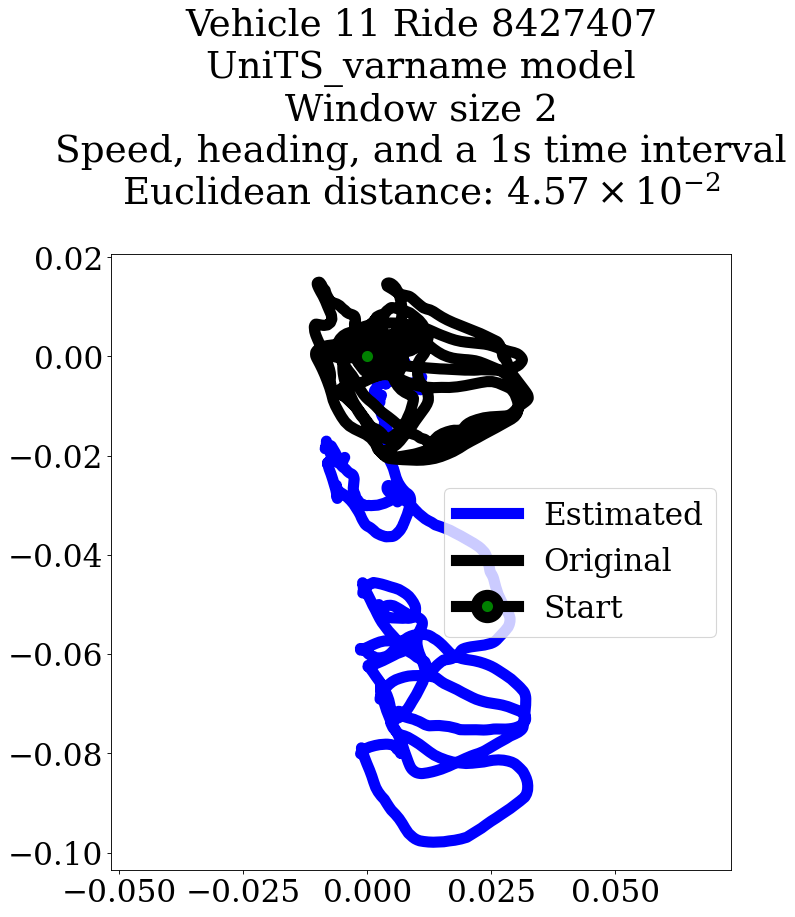 Vehicle 11 Ride 8427407
UniTS_varname model
Window size 2
Speed, heading, and a 1s time interval
Euclidean distance: 4.57 × 10⁻²
0.02
0.00
−0.02
−0.04
−0.06
−0.08
−0.10
Estimated
Original
Start
−0.050 −0.025 0.000 0.025 0.050